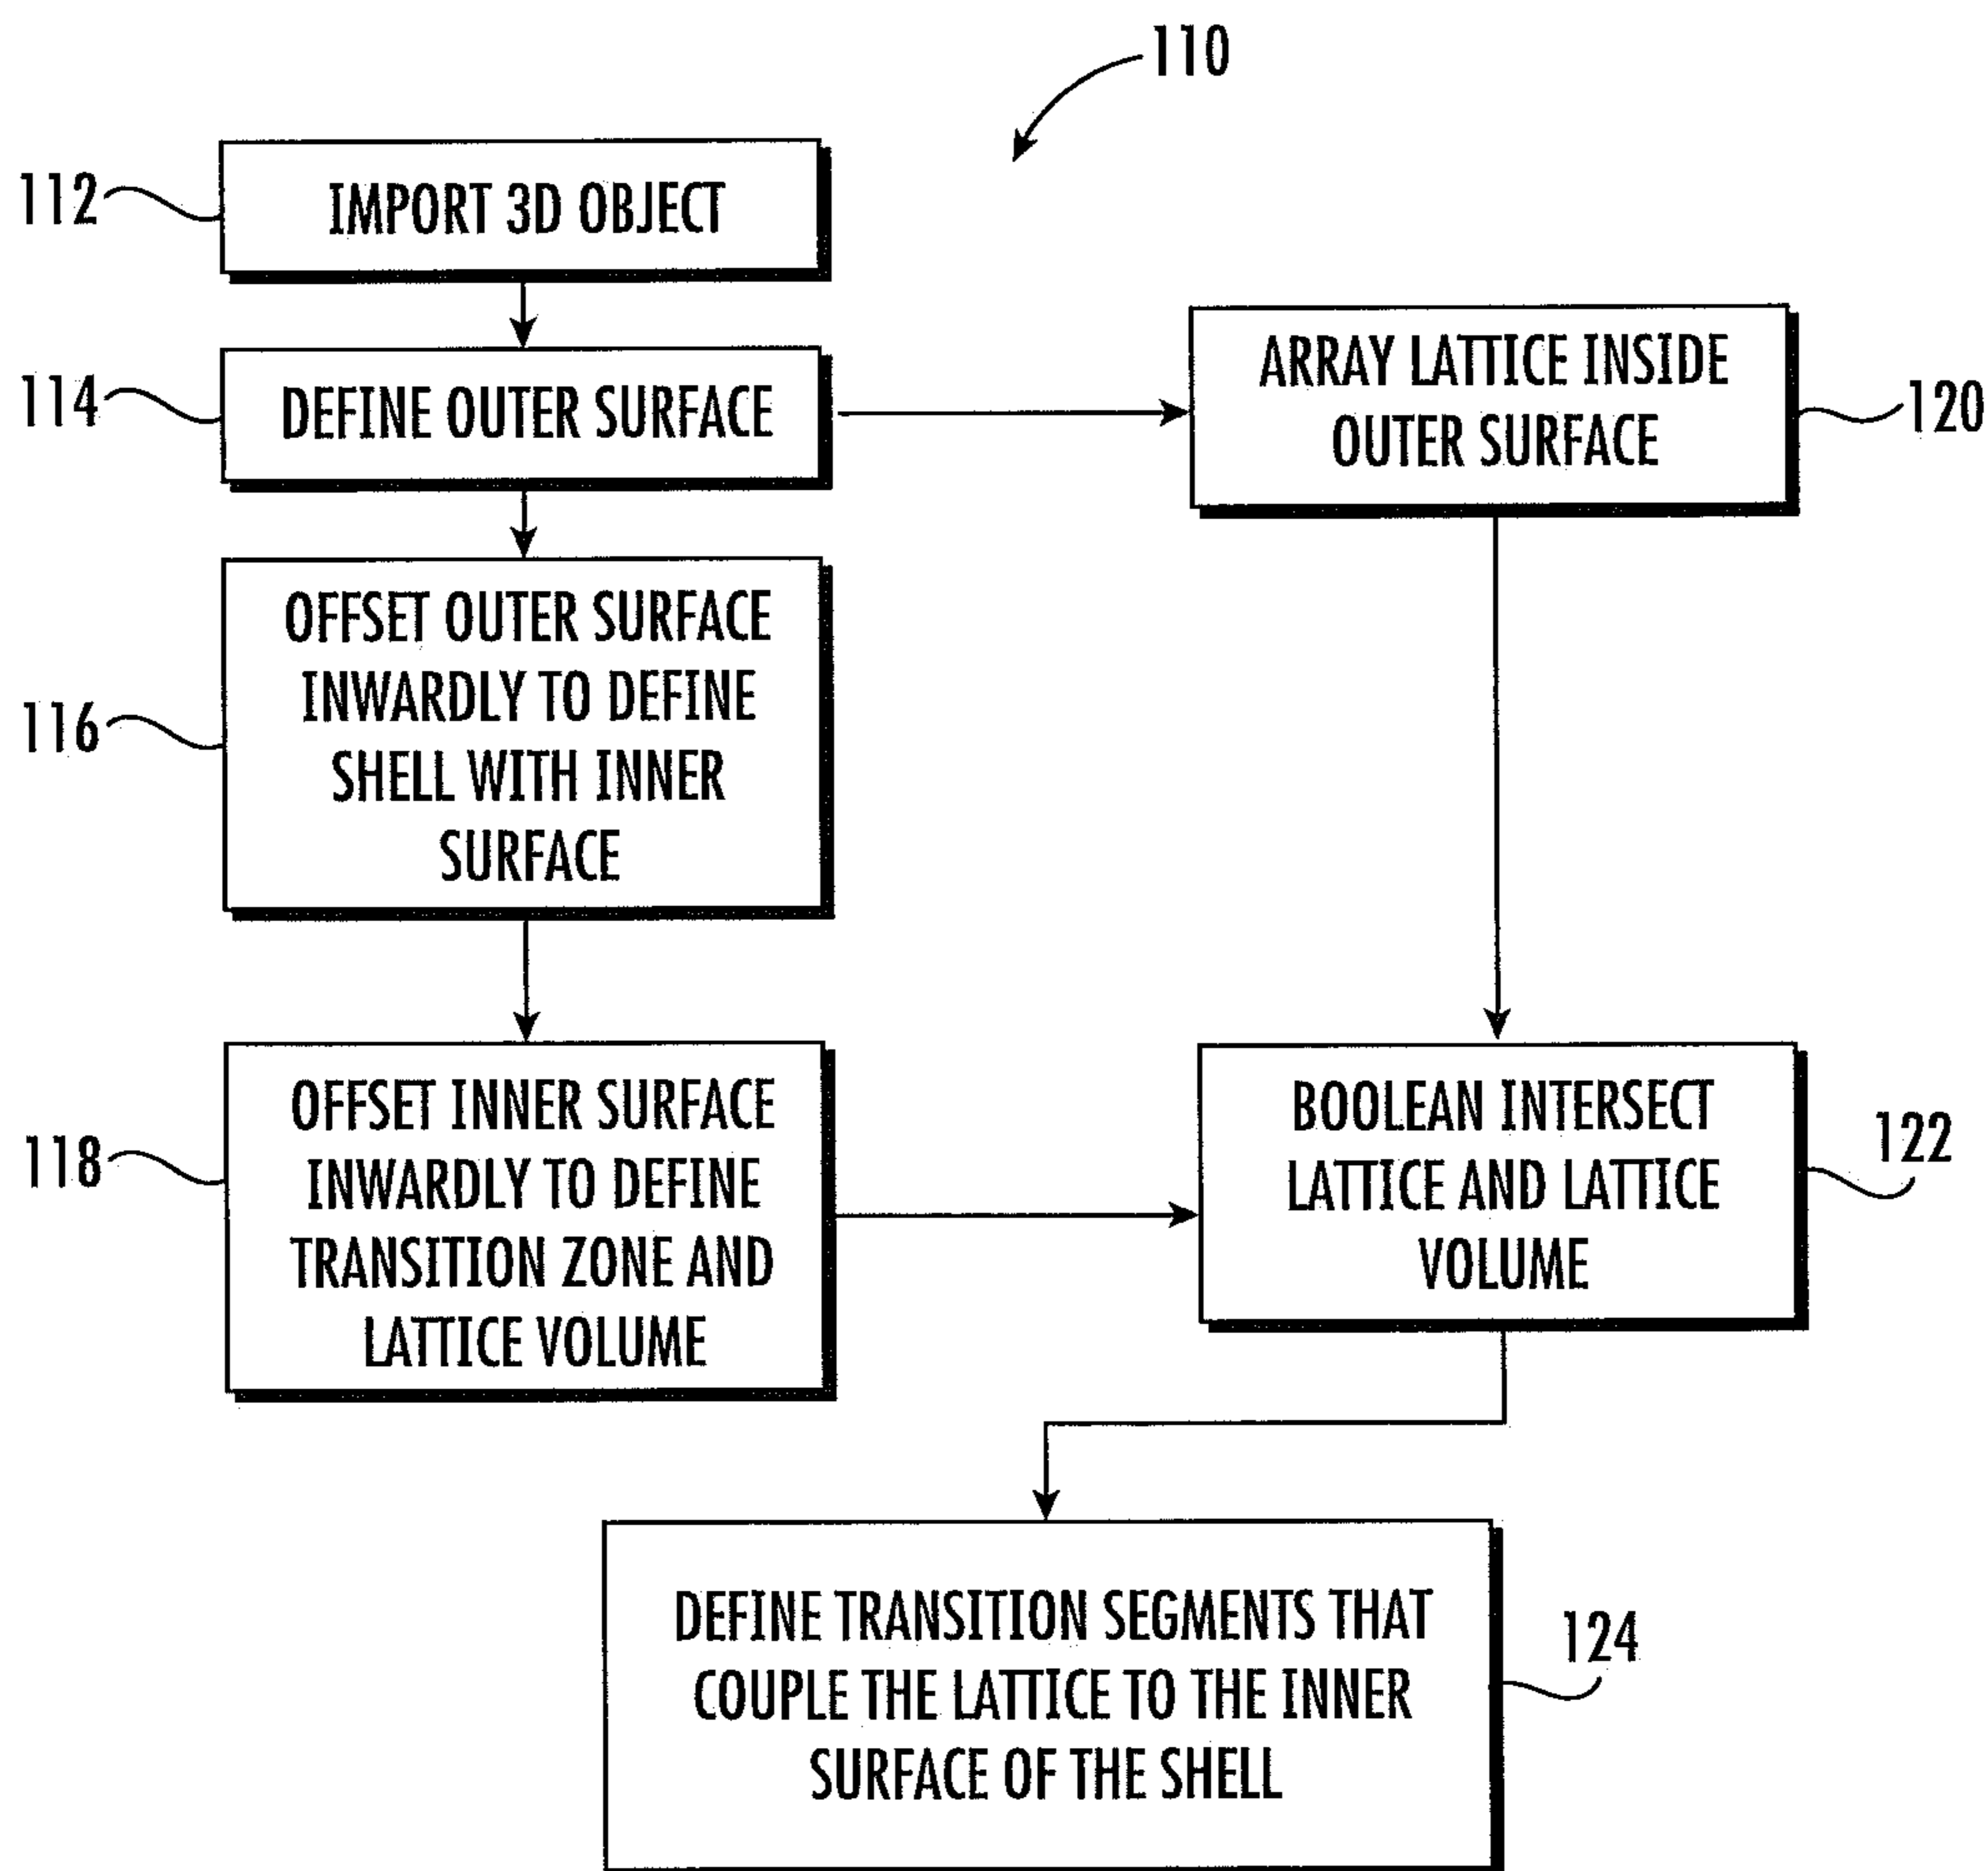 110
112
IMPORT 3D OBJECT
114
DEFINE OUTER SURFACE
ARRAY LATTICE INSIDE
OUTER SURFACE
120
116
OFFSET OUTER SURFACE
INWARDLY TO DEFINE
SHELL WITH INNER
SURFACE
118
OFFSET INNER SURFACE
INWARDLY TO DEFINE
TRANSITION ZONE AND
LATTICE VOLUME
BOOLEAN INTERSECT
LATTICE AND LATTICE
VOLUME
122
DEFINE TRANSITION SEGMENTS THAT
COUPLE THE LATTICE TO THE INNER
SURFACE OF THE SHELL
124